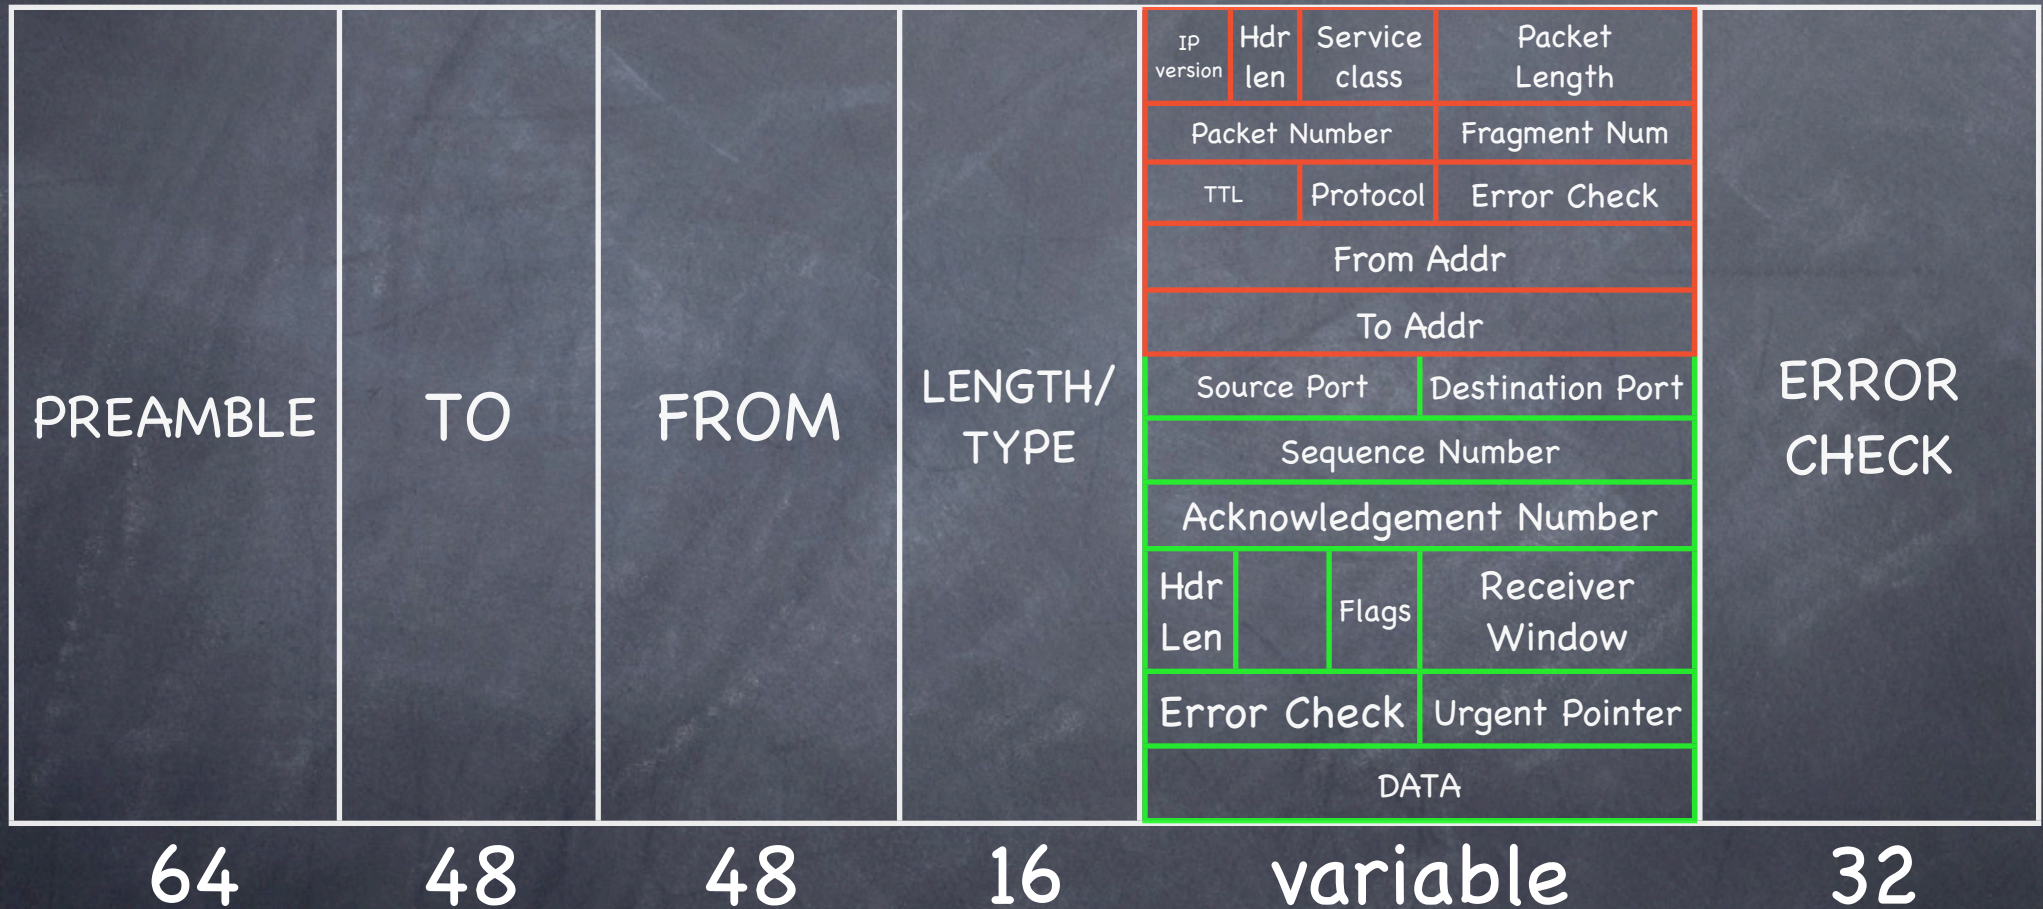 PREAMBLE
TO
FROM
LENGTH/
TYPE
IP
version
Hdr
len
Service
class
Packet
Length
Packet Number
Fragment Num
TTL
Protocol
Error Check
From Addr
To Addr
Source Port
Destination Port
Sequence Number
Acknowledgement Number
Hdr
Len
Flags
Receiver
Window
Error Check
Urgent Pointer
DATA
ERROR
CHECK
64
48
48
16
variable
32